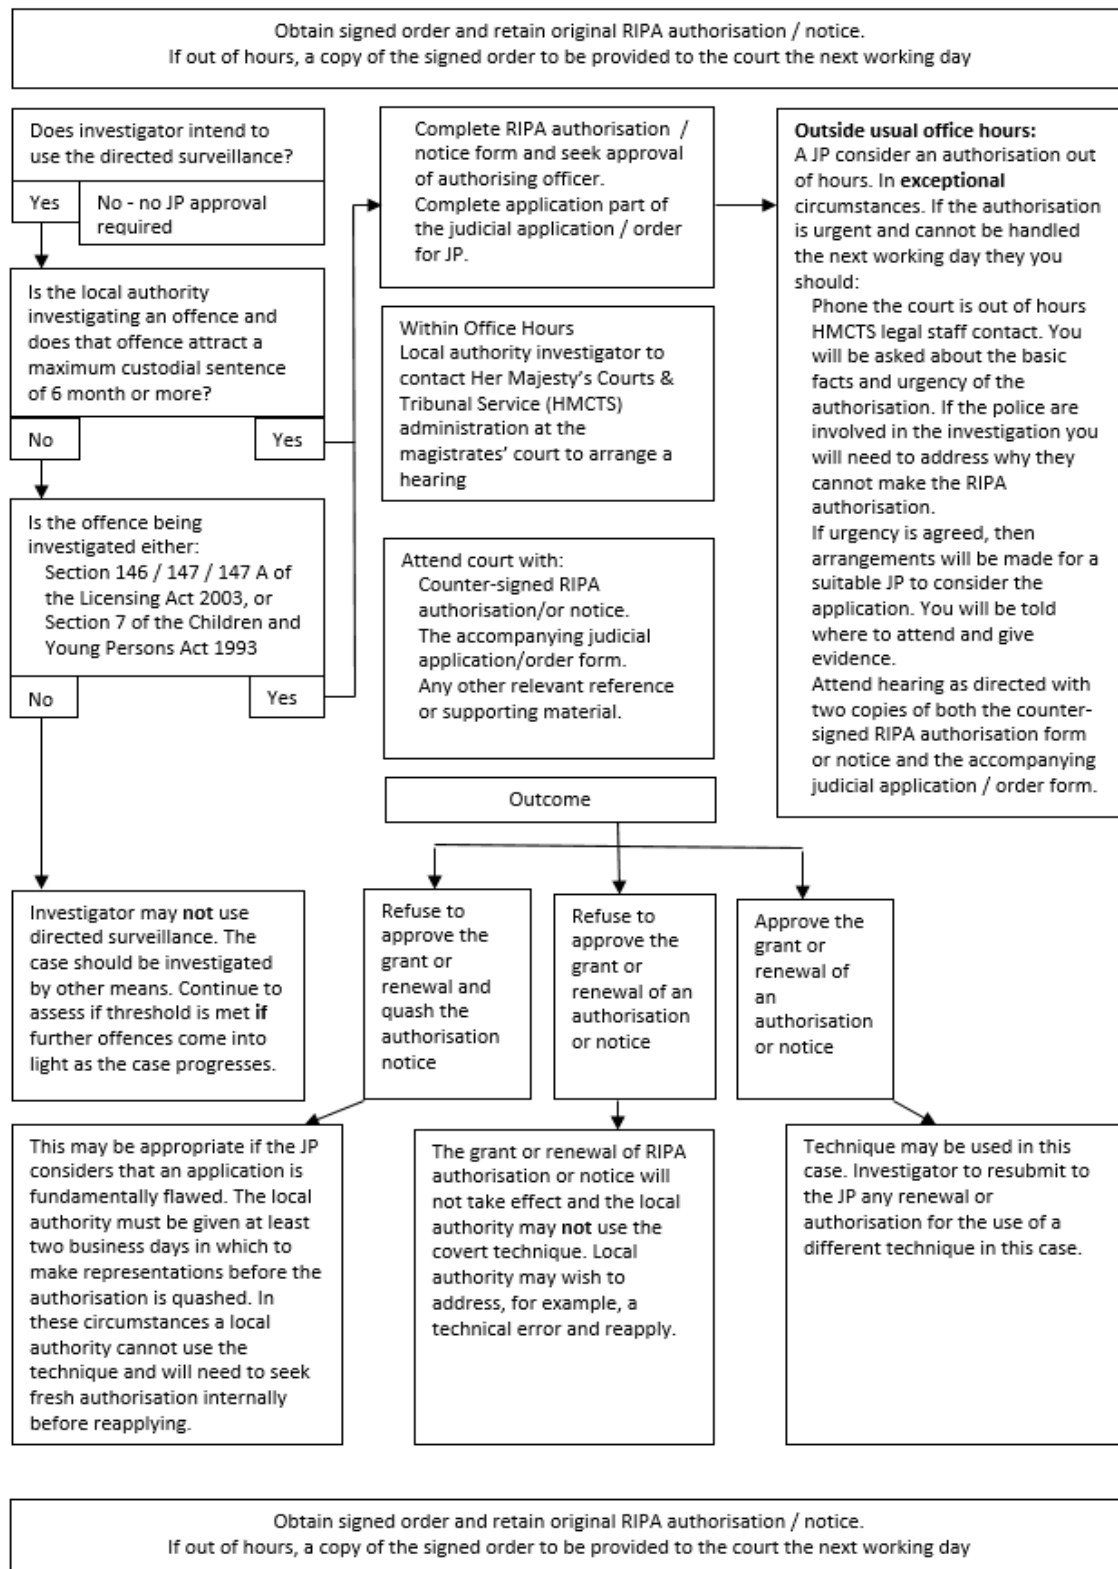 Obtain signed order and retain original RIPA authorisation / notice.
If out of hours, a copy of the signed order to be provided to the court the next working day
Does investigator intend to
use the directed surveillance?
Yes
No - no JP approval
required
Is the local authority
investigating an offence and
does that offence attract a
maximum custodial sentence
of 6 month or more?
No
Yes
Is the offence being
investigated either:
Section 146 / 147 / 147 A of
the Licensing Act 2003, or
Section 7 of the Children and
Young Persons Act 1993
No
Yes
Complete RIPA authorisation /
notice form and seek approval
of authorising officer.
Complete application part of
the judicial application / order
for JP.
Within Office Hours
Local authority investigator to
contact Her Majesty's Courts &
Tribunal Service (HMCTS)
administration at the
magistrates' court to arrange a
hearing
Attend court with:
Counter-signed RIPA
authorisation/or notice.
The accompanying judicial
application/order form.
Any other relevant reference
or supporting material.
Outside usual office hours:
A JP consider an authorisation out
of hours. In exceptional
circumstances. If the authorisation
is urgent and cannot be handled
the next working day they you
should:
Phone the court is out of hours
HMCTS legal staff contact. You
will be asked about the basic
facts and urgency of the
authorisation. If the police are
involved in the investigation you
will need to address why they
cannot make the RIPA
authorisation.
If urgency is agreed, then
arrangements will be made for a
suitable JP to consider the
application. You will be told
where to attend and give
evidence.
Attend hearing as directed with
two copies of both the counter-
signed RIPA authorisation form
or notice and the accompanying
judicial application / order form.
Outcome
Investigator may not use
directed surveillance. The
case should be investigated
by other means. Continue to
assess if threshold is met if
further offences come into
light as the case progresses.
Refuse to
approve the
grant or
renewal and
quash the
authorisation
notice
Refuse to
approve the
grant or
renewal of an
authorisation
or notice
Approve the
grant or
renewal of
an
authorisation
or notice
This may be appropriate if the JP
considers that an application is
fundamentally flawed. The local
authority must be given at least
two business days in which to
make representations before the
authorisation is quashed. In
these circumstances a local
authority cannot use the
technique and will need to seek
fresh authorisation internally
before reapplying.
The grant or renewal of RIPA
authorisation or notice will
not take effect and the local
authority may not use the
covert technique. Local
authority may wish to
address, for example, a
technical error and reapply.
Technique may be used in this
case. Investigator to resubmit to
the JP any renewal or
authorisation for the use of a
different technique in this case.
Obtain signed order and retain original RIPA authorisation / notice.
If out of hours, a copy of the signed order to be provided to the court the next working day